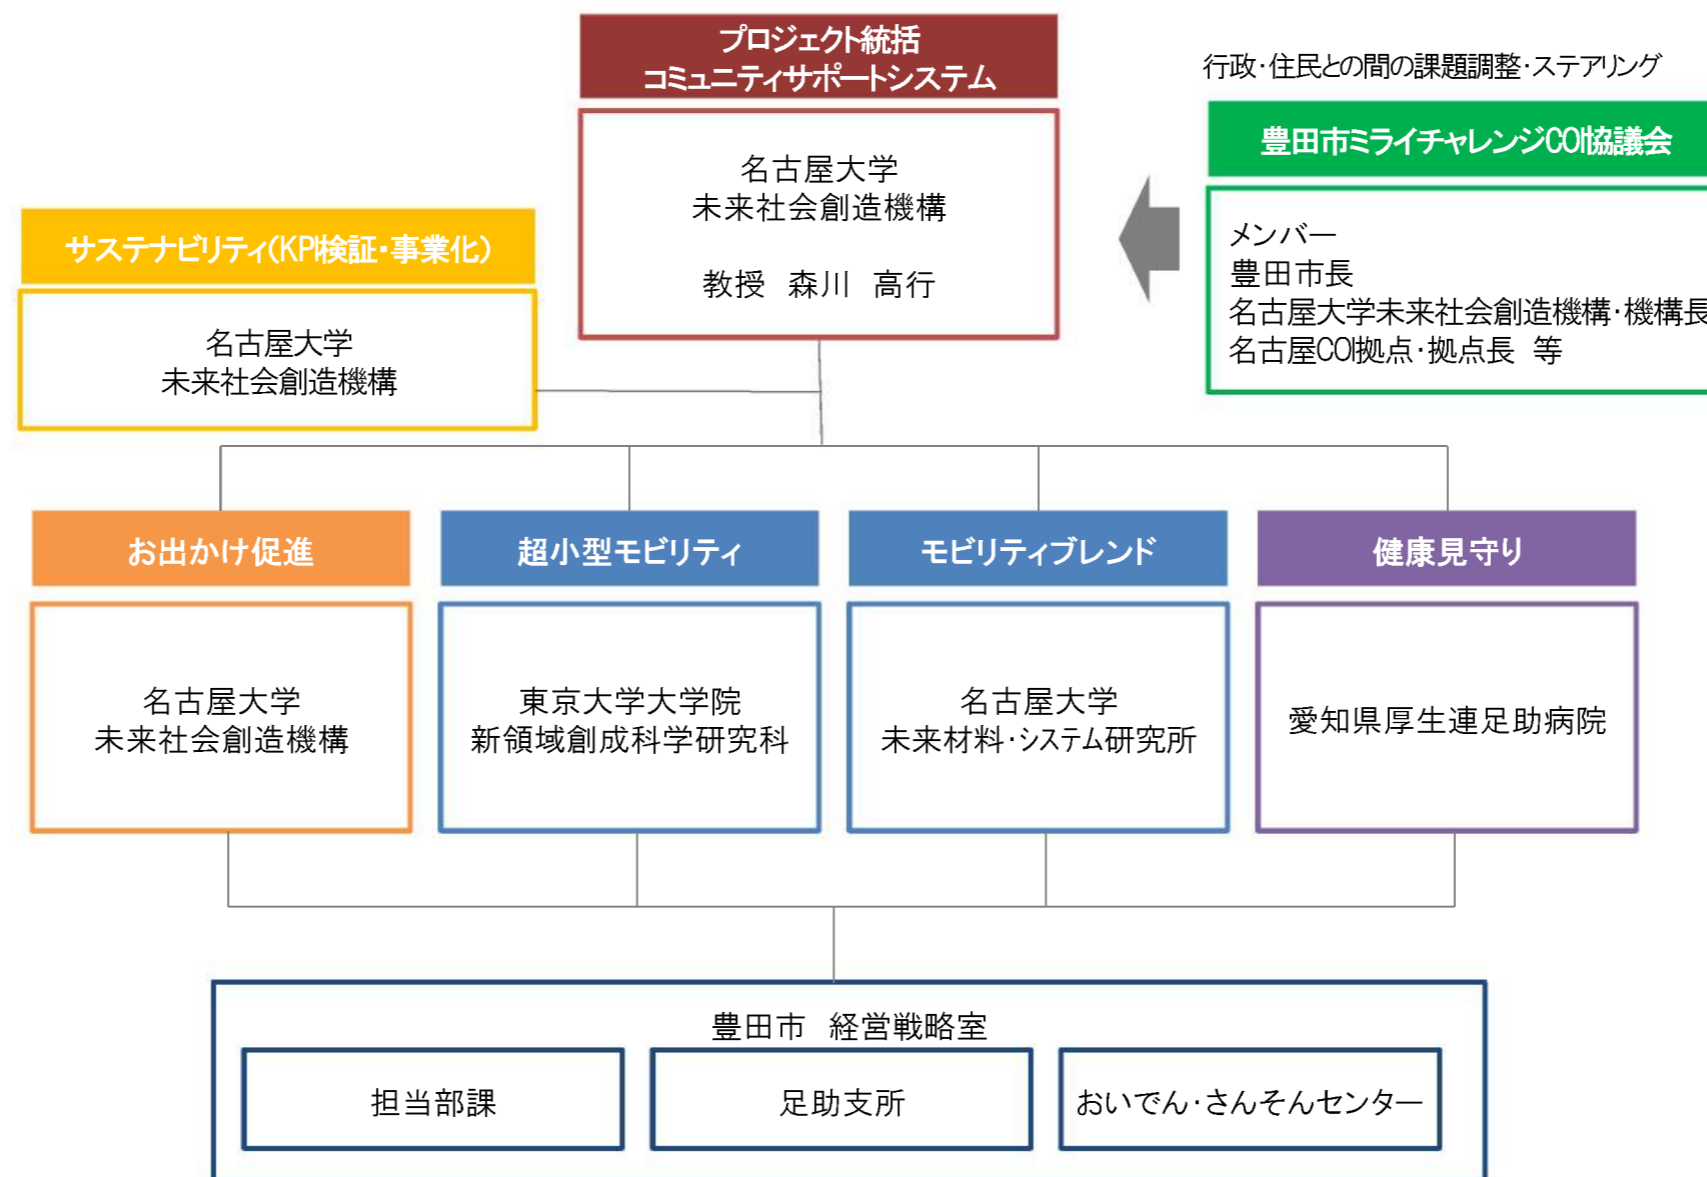 プロジェクト統括
コミュニティサポートシステム
名古屋大学
未来社会創造機構
教授　森川　高行
行政・住民との間の課題調整・ステアリング
豊田市ミライチャレンジCOI協議会
メンバー
豊田市長
名古屋大学未来社会創造機構・機構長
名古屋COI拠点・拠点長　等
サステナビリティ(KPI検証・事業化)
名古屋大学
未来社会創造機構
お出かけ促進
名古屋大学
未来社会創造機構
超小型モビリティ
東京大学大学院
新領域創成科学研究科
モビリティブレンド
名古屋大学
未来材料・システム研究所
健康見守り
愛知県厚生連足助病院
豊田市　経営戦略室
担当部課
足助支所
おいでん・さんそんセンター